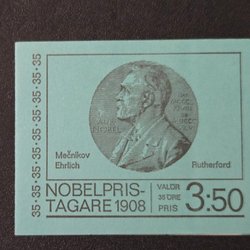 35·35·35·35·35·35·35·35
Mečnikov
Ehrlich
Rutherford
NOBELPRIS-
TAGARE 1908
VALÖR
35 ÖRE
PRIS
3:50